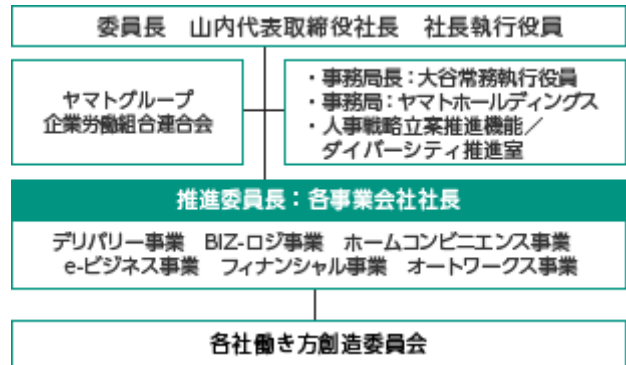 委員長　山内代表取締役社長　社長執行役員
ヤマトグループ
企業労働組合連合会
・事務局長：大谷常務執行役員
・事務局：ヤマトホールディングス
・人事戦略立案推進機能／
ダイバーシティ推進室
推進委員長：各事業会社社長
デリバリー事業　BIZ-ロジ事業　ホームコンビニエンス事業
e-ビジネス事業　フィナンシャル事業　オートワークス事業
各社働き方創造委員会